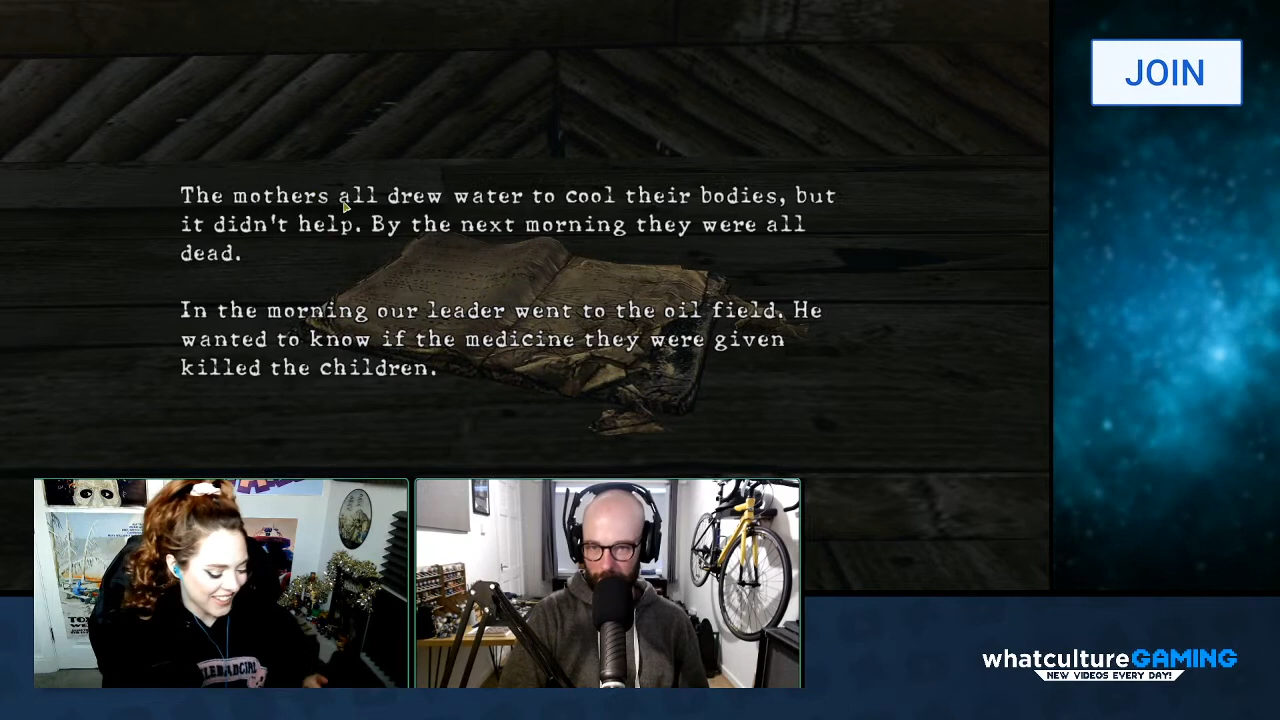 JOIN
The mothers all drew water to cool their bodies, but
it didn't help. By the next morning they were all
dead.
In the morning our leader went to the oil field. He
wanted to know if the medicine they were given
killed the children.
whatcultureGAMING
NEW VIDEOS EVERY DAY!